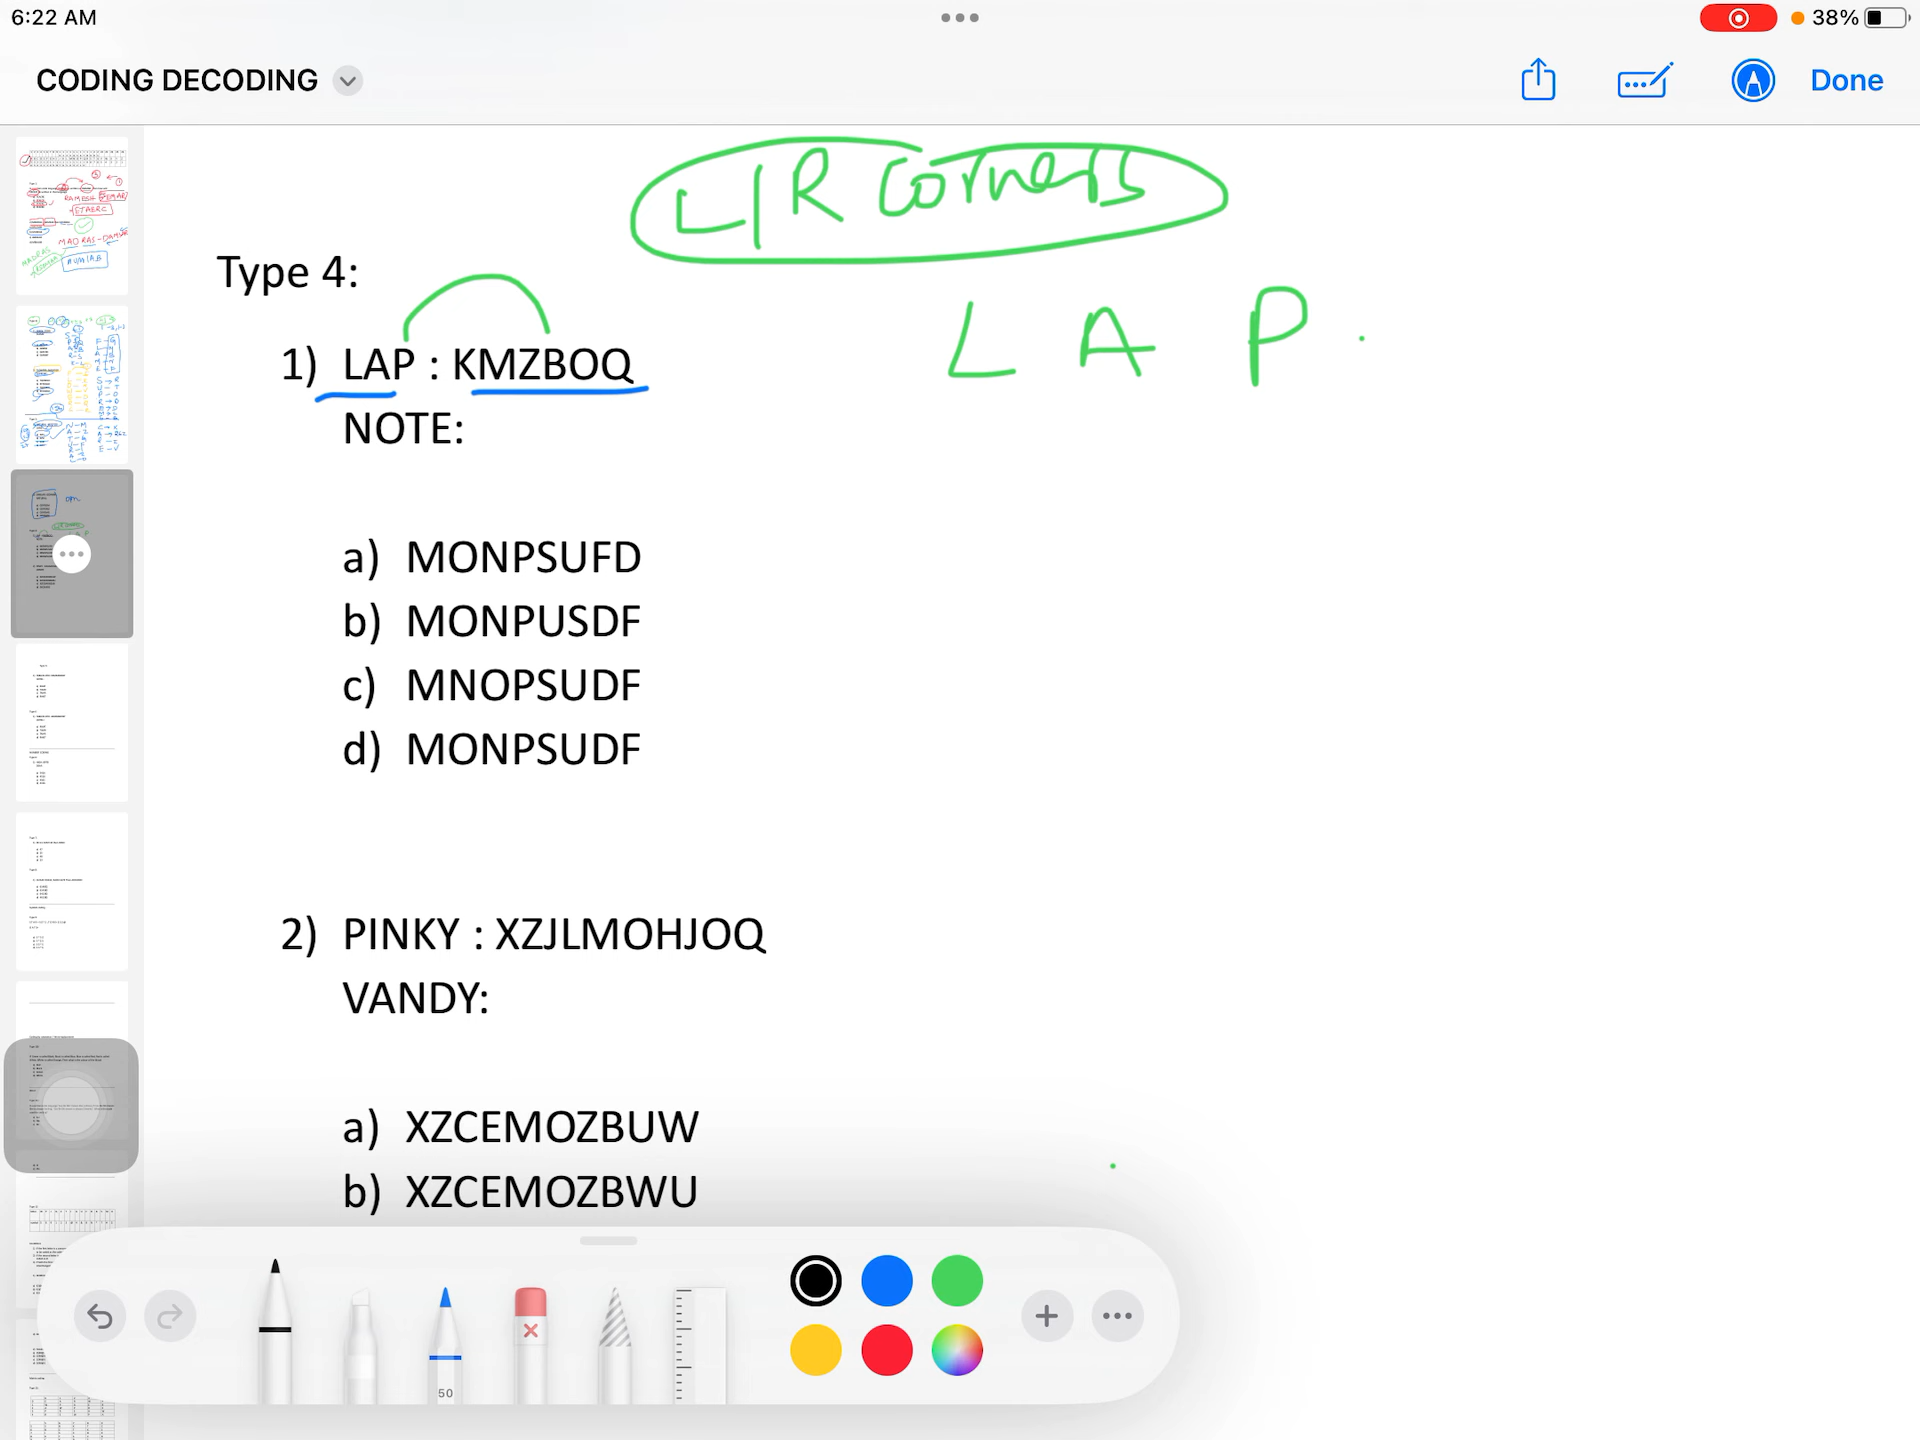 6:22 AM
38%
CODING DECODING
Done
L/R Corners
Type 4:
L A P
1) LAP : KMZBOQ
NOTE:
a) MONPSUFD
b) MONPUSDF
c) MNOPSUDF
d) MONPSUDF
2) PINKY : XZJLMOHJOQ
VANDY:
a) XZCEMOZBUW
b) XZCEMOZBWU
50